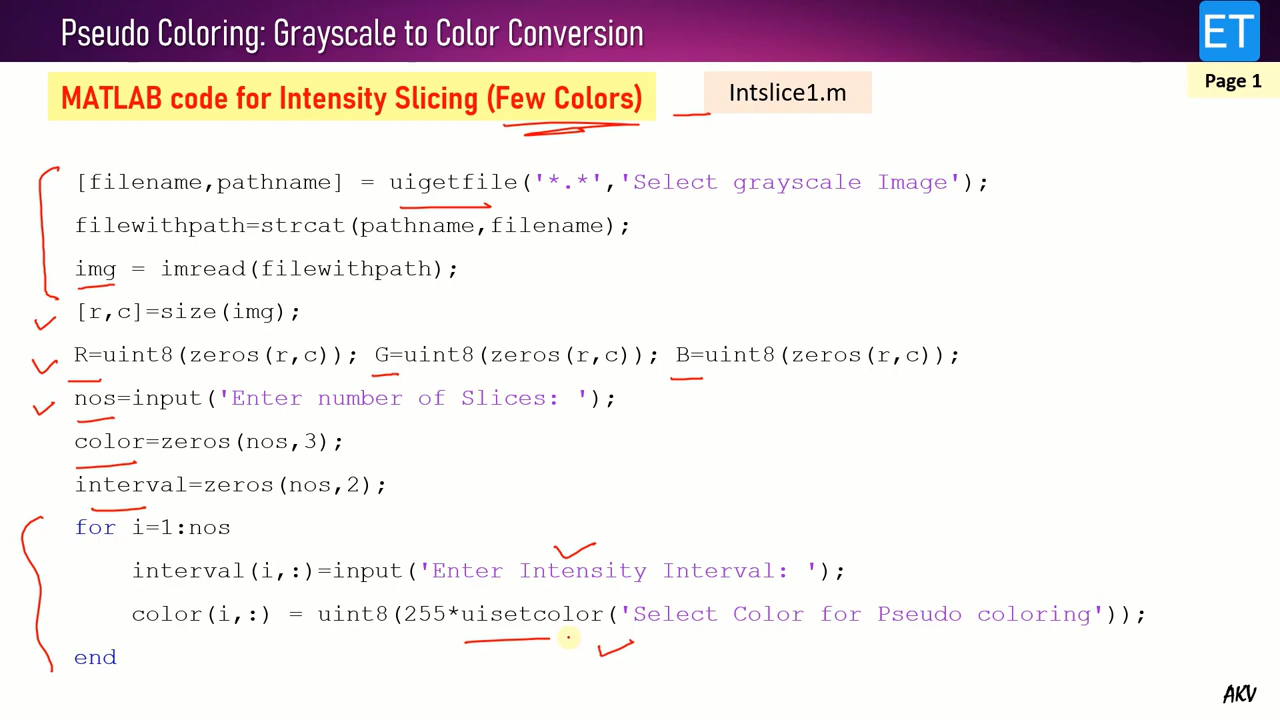 Pseudo Coloring: Grayscale to Color Conversion
ET
Page 1
MATLAB code for Intensity Slicing (Few Colors)
Intslice1.m
[filename,pathname] = uigetfile('*.*','Select grayscale Image');
filewithpath=strcat(pathname,filename);
img = imread(filewithpath);
[r,c]=size(img);
R=uint8(zeros(r,c)); G=uint8(zeros(r,c)); B=uint8(zeros(r,c));
nos=input('Enter number of Slices: ');
color=zeros(nos,3);
interval=zeros(nos,2);
for i=1:nos
interval(i,:)=input('Enter Intensity Interval: ');
color(i,:) = uint8(255*uisetcolor('Select Color for Pseudo coloring'));
end
AKV